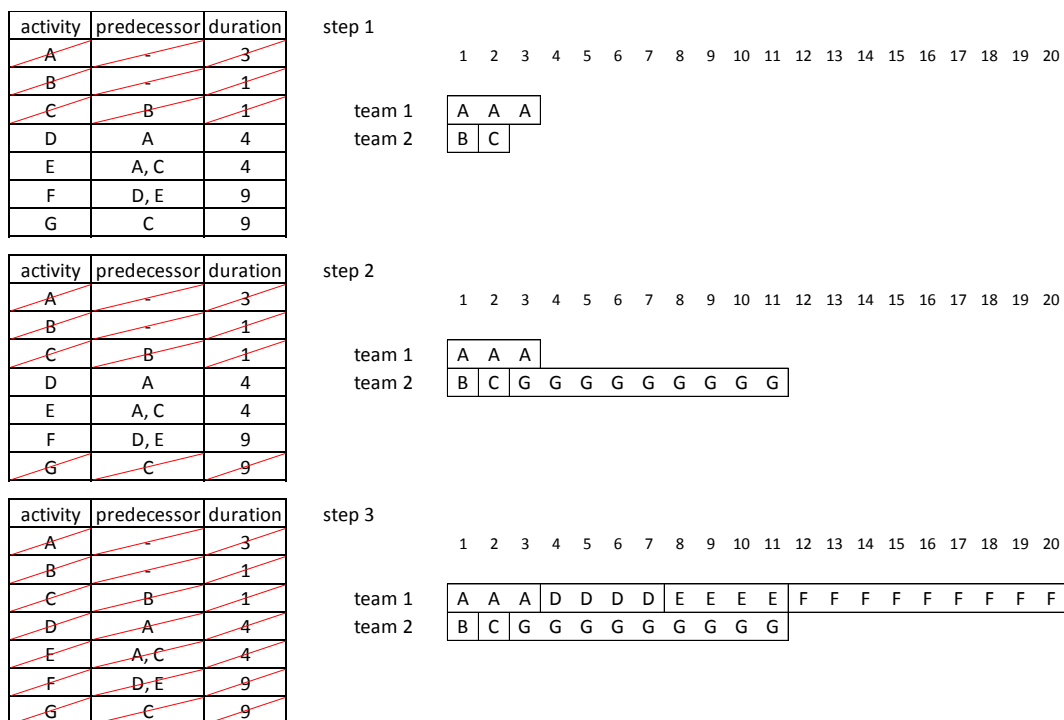 activity predecessor duration step 1
A - 3 1 2 3 4 5 6 7 8 9 10 11 12 13 14 15 16 17 18 19 20
B - 1
C B 1 team 1 A A A
D A 4 team 2 B C
E A, C 4
F D, E 9
G C 9
activity predecessor duration step 2
A - 3 1 2 3 4 5 6 7 8 9 10 11 12 13 14 15 16 17 18 19 20
B - 1
C B 1 team 1 A A A
D A 4 team 2 B C G G G G G G G G G
E A, C 4
F D, E 9
G C 9
activity predecessor duration step 3
A - 3 1 2 3 4 5 6 7 8 9 10 11 12 13 14 15 16 17 18 19 20
B - 1
C B 1 team 1 A A A D D D D E E E E F F F F F F F F F
D A 4 team 2 B C G G G G G G G G G
E A, C 4
F D, E 9
G C 9